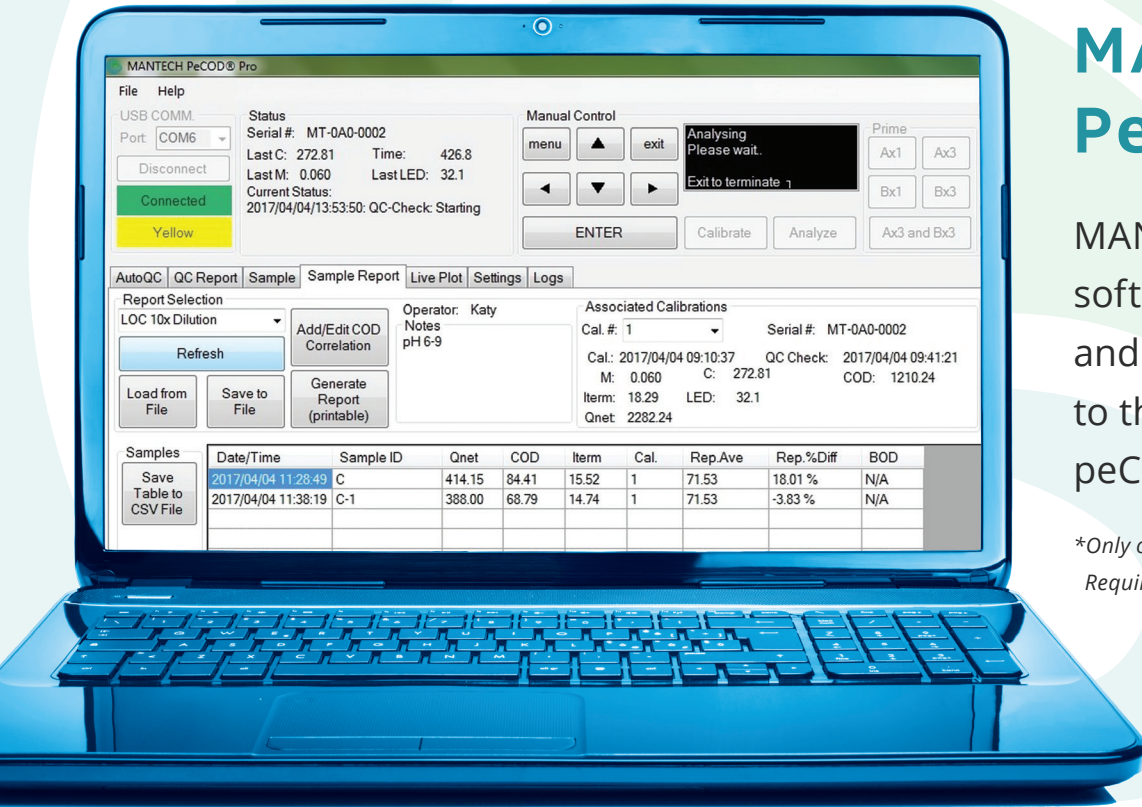 MANTECH PeCOD® Pro
File Help
USB COMM.
Port: COM6
Disconnect
Connected
Yellow
Status
Serial #: MT-0A0-0002
Last C: 272.81 Time: 426.8
Last M: 0.060 Last LED: 32.1
Current Status:
2017/04/04/13:53:50: QC-Check: Starting
Manual Control
menu ▲ exit
◄ ▼ ►
ENTER
Analysing
Please wait..
Exit to terminate
Calibrate Analyze
Prime
Ax1 Ax3
Bx1 Bx3
Ax3 and Bx3
AutoQC QC Report Sample Sample Report Live Plot Settings Logs
Report Selection
LOC 10x Dilution
Refresh
Load from
File
Save to
File
Add/Edit COD
Correlation
Generate
Report
(printable)
Operator: Katy
Notes
pH 6-9
Associated Calibrations
Cal. #: 1 Serial #: MT-0A0-0002
Cal.: 2017/04/04 09:10:37 QC Check: 2017/04/04 09:41:21
M: 0.060 C: 272.81 COD: 1210.24
Iterm: 18.29 LED: 32.1
Qnet: 2282.24
Samples
Save
Table to
CSV File
Date/Time Sample ID Qnet COD Iterm Cal. Rep.Ave Rep.%Diff BOD
2017/04/04 11:28:49 C 414.15 84.41 15.52 1 71.53 18.01 % N/A
2017/04/04 11:38:19 C-1 388.00 68.79 14.74 1 71.53 -3.83 % N/A
MA
Pe
MAN
soft
and
to th
peC
*Only
Requi